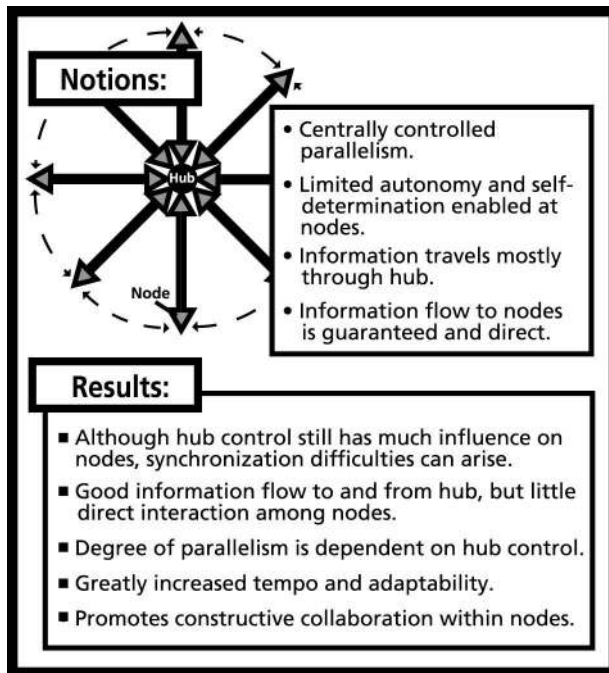 Notions:
Hub
Node
• Centrally controlled
parallelism.
• Limited autonomy and self-
determination enabled at
nodes.
• Information travels mostly
through hub.
• Information flow to nodes
is guaranteed and direct.
Results:
■ Although hub control still has much influence on
nodes, synchronization difficulties can arise.
■ Good information flow to and from hub, but little
direct interaction among nodes.
■ Degree of parallelism is dependent on hub control.
■ Greatly increased tempo and adaptability.
■ Promotes constructive collaboration within nodes.